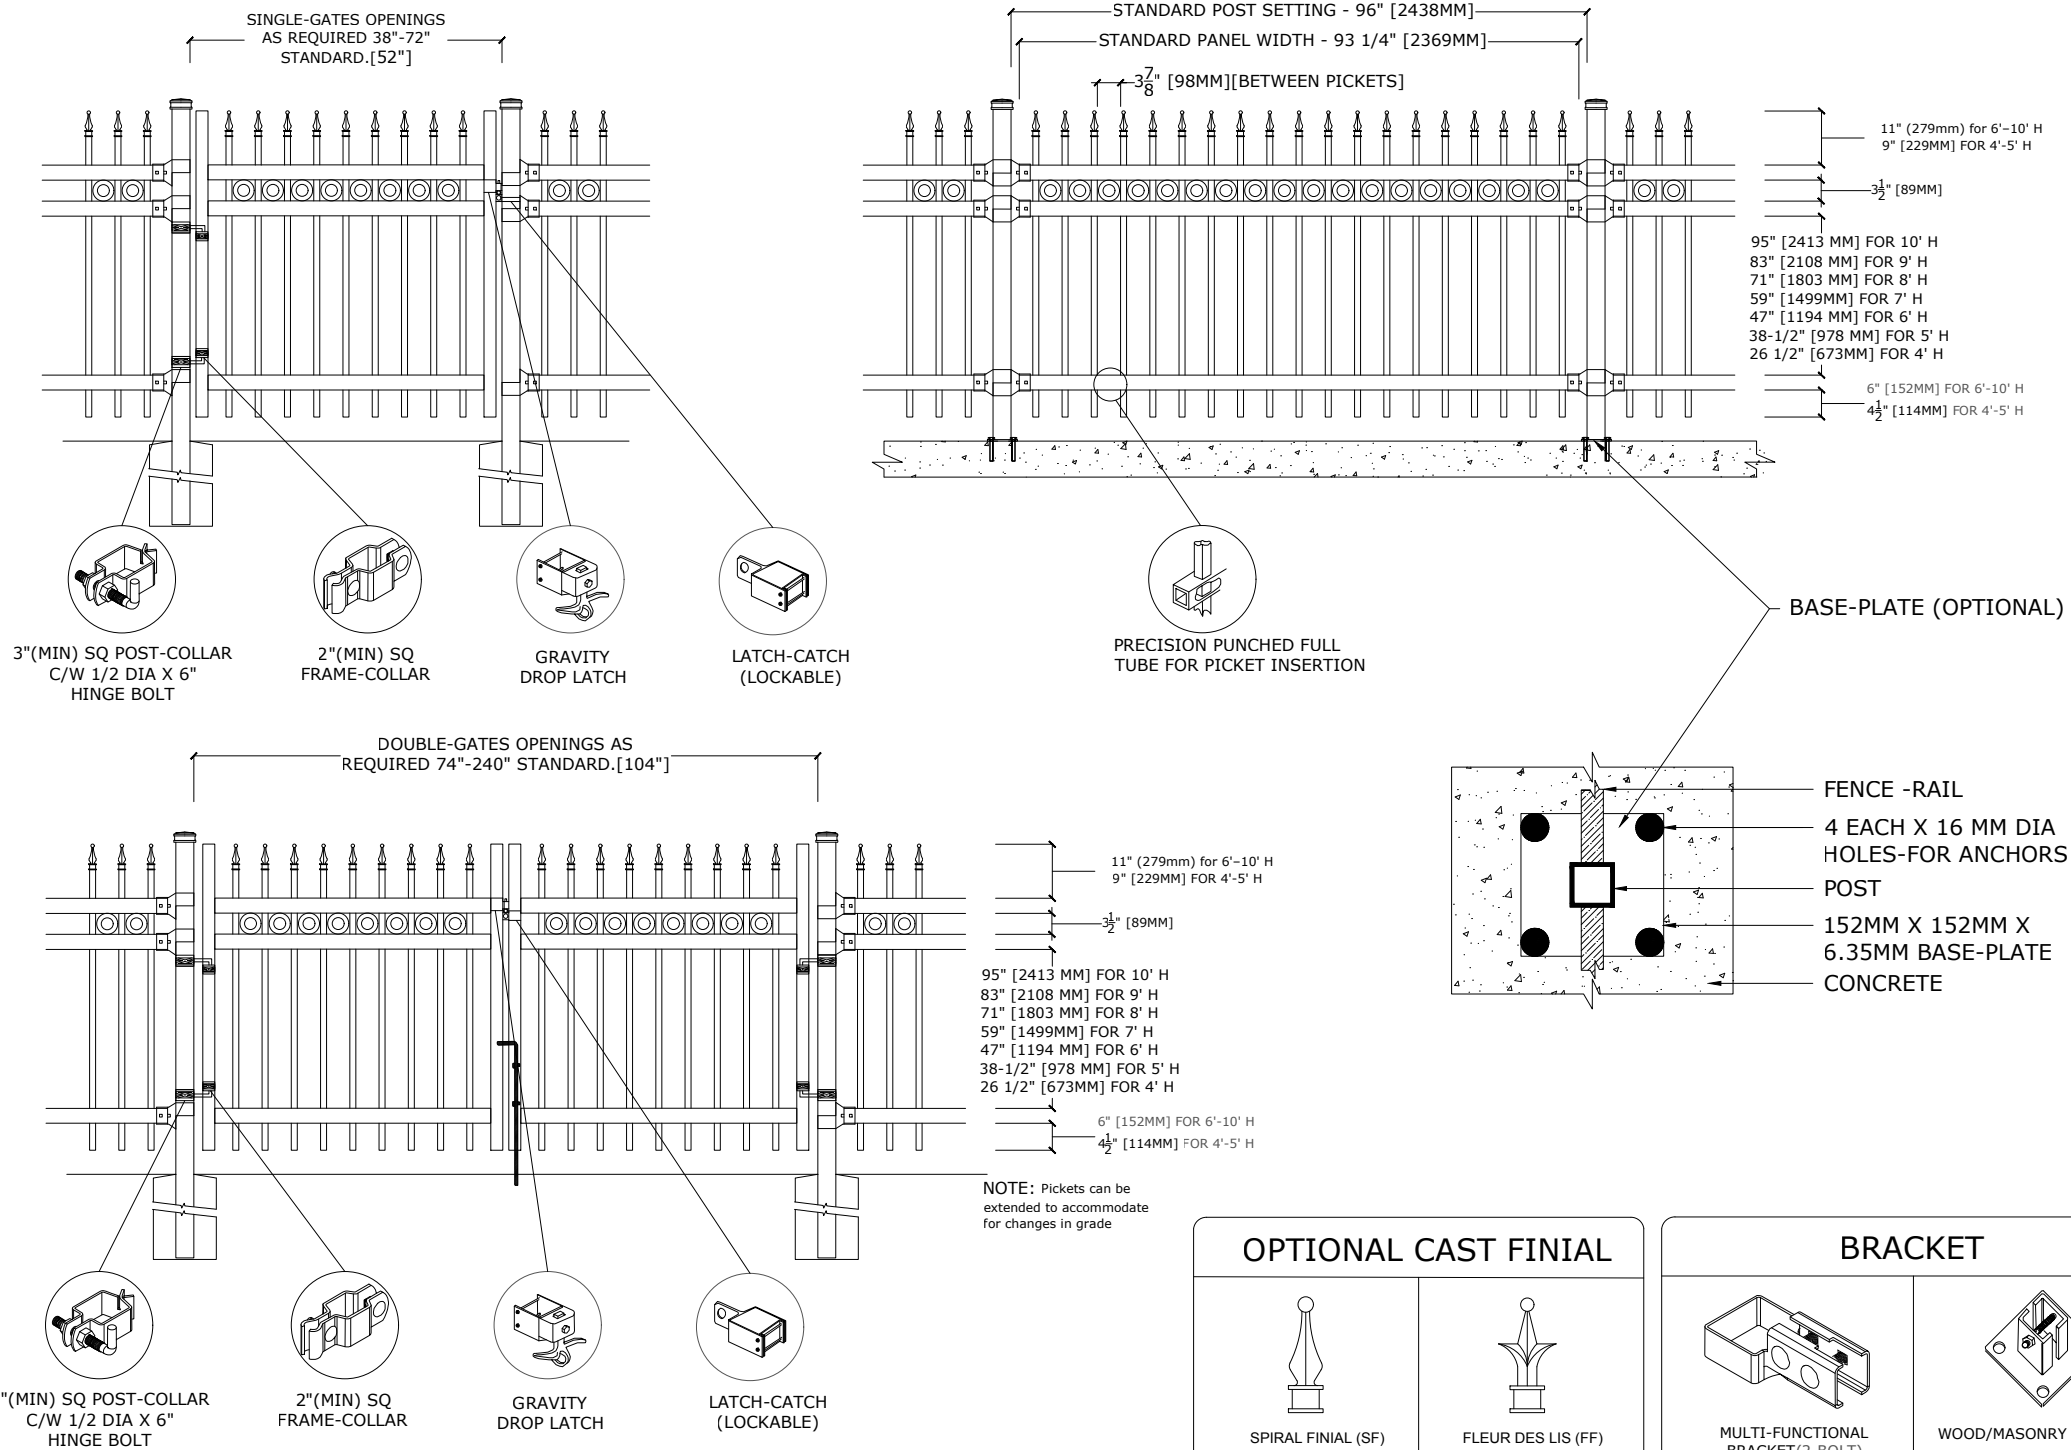 SINGLE-GATES OPENINGS
AS REQUIRED 38"-72"
STANDARD.[52"]
STANDARD POST SETTING - 96" [2438MM]
STANDARD PANEL WIDTH - 93 1/4" [2369MM]
3 7/8" [98MM][BETWEEN PICKETS]
11" (279mm) for 6'-10' H
9" [229MM] FOR 4'-5' H
3 1/2" [89MM]
95" [2413 MM] FOR 10' H
83" [2108 MM] FOR 9' H
71" [1803 MM] FOR 8' H
59" [1499MM] FOR 7' H
47" [1194 MM] FOR 6' H
38-1/2" [978 MM] FOR 5' H
26 1/2" [673MM] FOR 4' H
6" [152MM] FOR 6'-10' H
4 1/2" [114MM] FOR 4'-5' H
3"(MIN) SQ POST-COLLAR
C/W 1/2 DIA X 6"
HINGE BOLT
2"(MIN) SQ
FRAME-COLLAR
GRAVITY
DROP LATCH
LATCH-CATCH
(LOCKABLE)
PRECISION PUNCHED FULL
TUBE FOR PICKET INSERTION
BASE-PLATE (OPTIONAL)
FENCE -RAIL
4 EACH X 16 MM DIA
HOLES-FOR ANCHORS
POST
152MM X 152MM X
6.35MM BASE-PLATE
CONCRETE
DOUBLE-GATES OPENINGS AS
REQUIRED 74"-240" STANDARD.[104"]
11" (279mm) for 6'-10' H
9" [229MM] FOR 4'-5' H
3 1/2" [89MM]
95" [2413 MM] FOR 10' H
83" [2108 MM] FOR 9' H
71" [1803 MM] FOR 8' H
59" [1499MM] FOR 7' H
47" [1194 MM] FOR 6' H
38-1/2" [978 MM] FOR 5' H
26 1/2" [673MM] FOR 4' H
6" [152MM] FOR 6'-10' H
4 1/2" [114MM] FOR 4'-5' H
NOTE: Pickets can be
extended to accommodate
for changes in grade
"(MIN) SQ POST-COLLAR
C/W 1/2 DIA X 6"
HINGE BOLT
2"(MIN) SQ
FRAME-COLLAR
GRAVITY
DROP LATCH
LATCH-CATCH
(LOCKABLE)
OPTIONAL CAST FINIAL
SPIRAL FINIAL (SF)
FLEUR DES LIS (FF)
BRACKET
MULTI-FUNCTIONAL
BRACKET(2-BOLT)
WOOD/MASONRY